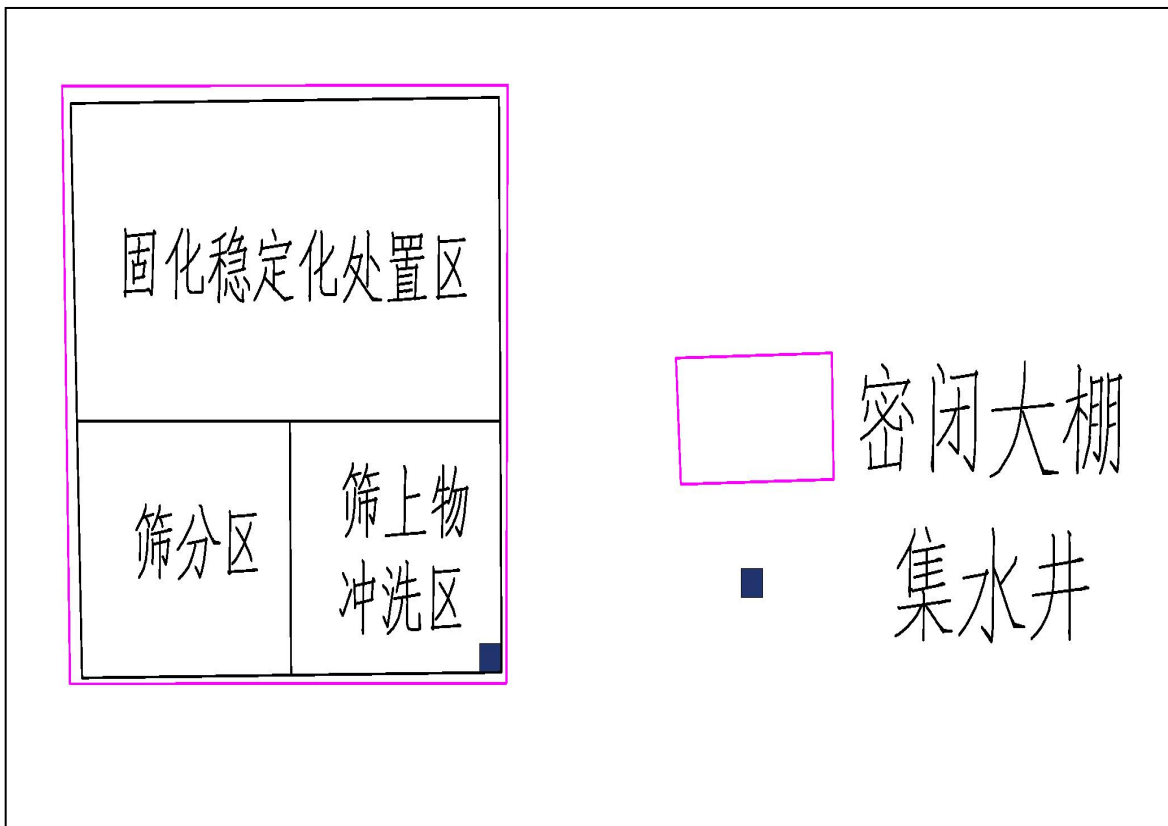 固化稳定化处置区
筛分区
筛上物
冲洗区
密闭大棚
集水井